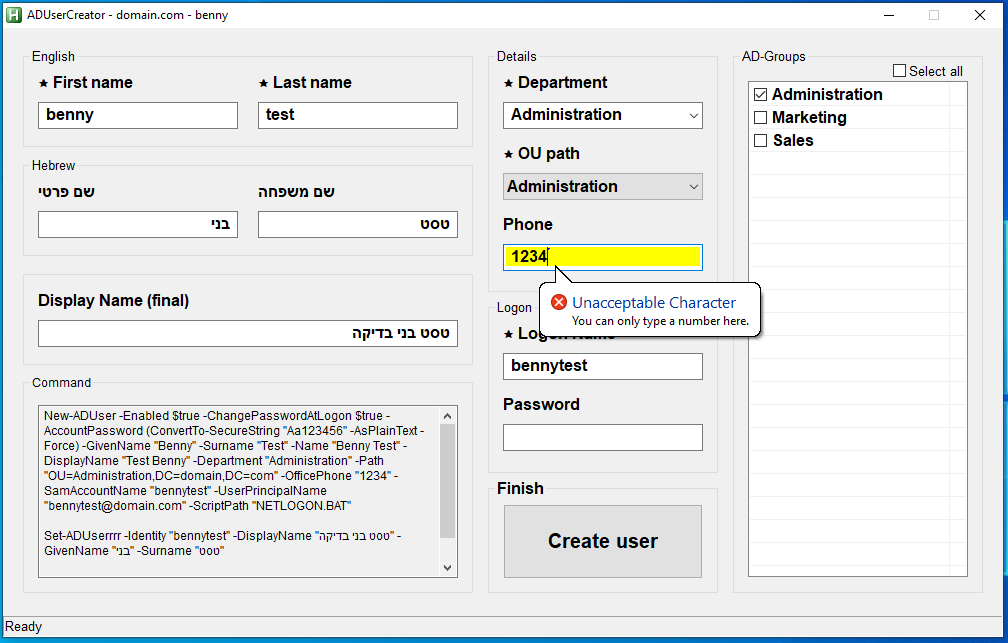 ADUserCreator - domain.com - benny
English
★ First name
★ Last name
benny
test
Hebrew
שם פרטי
שם משפחה
בני
טסט
Display Name (final)
טסט בני בדיקה
Command
New-ADUser -Enabled $true -ChangePasswordAtLogon $true -
AccountPassword (ConvertTo-SecureString "Aa123456" -AsPlainText -
Force) -GivenName "Benny" -Surname "Test" -Name "Benny Test" -
DisplayName "Test Benny" -Department "Administration" -Path
"OU=Administration,DC=domain,DC=com" -OfficePhone "1234" -
SamAccountName "bennytest" -UserPrincipalName
"bennytest@domain.com" -ScriptPath "NETLOGON.BAT"
Set-ADUserrrr -Identity "bennytest" -DisplayName "טסט בני בדיקה" -
GivenName "בני" -Surname "טסט"
Details
★ Department
Administration
★ OU path
Administration
Phone
1234
Unacceptable Character
You can only type a number here.
Logon
★ Logon Name
bennytest
Password
Finish
Create user
AD-Groups
Select all
Administration
Marketing
Sales
Ready